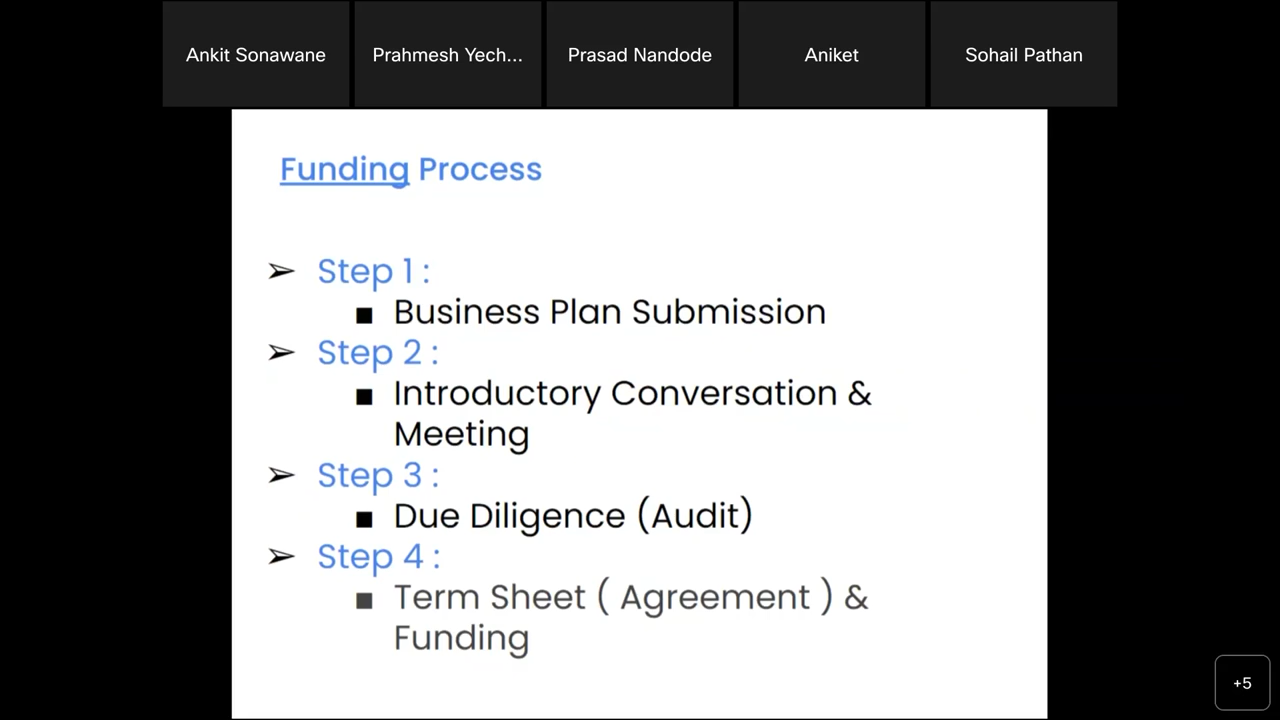 Ankit Sonawane
Prahmesh Yech...
Prasad Nandode
Aniket
Sohail Pathan
Funding Process
➢ Step 1 :
■ Business Plan Submission
➢ Step 2 :
■ Introductory Conversation &
Meeting
➢ Step 3 :
■ Due Diligence (Audit)
➢ Step 4 :
■ Term Sheet ( Agreement ) &
Funding
+5